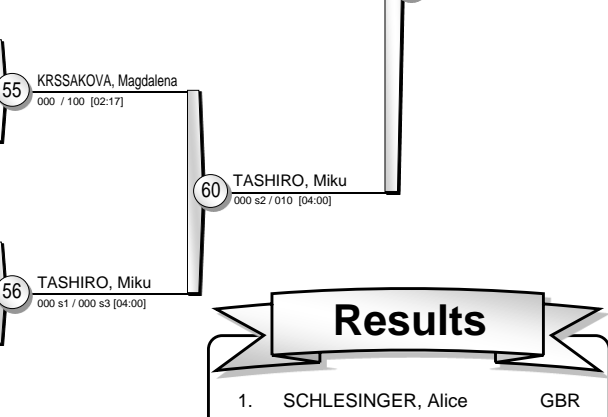 55
KRSSAKOVA, Magdalena
000 / 100 [02:17]
60
TASHIRO, Miku
000 s2 / 010 [04:00]
56
TASHIRO, Miku
000 s1 / 000 s3 [04:00]
Results
1. SCHLESINGER, Alice GBR